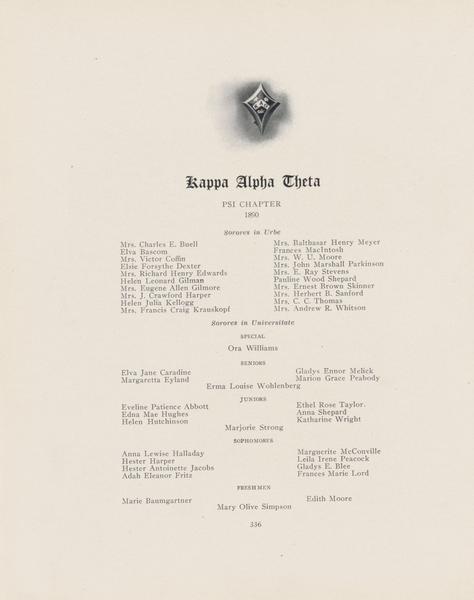 Kappa Alpha Theta
PSI CHAPTER
1890
Sorores in Urbe
Mrs. Charles E. Buell
Elva Bascom
Mrs. Victor Coffin
Elsie Forsythe Dexter
Mrs. Richard Henry Edwards
Helen Leonard Gilman
Mrs. Eugene Allen Gilmore
Mrs. J. Crawford Harper
Helen Julia Kellogg
Mrs. Francis Craig Krauskopf
Mrs. Balthasar Henry Meyer
Frances MacIntosh
Mrs. W. U. Moore
Mrs. John Marshall Parkinson
Mrs. E. Ray Stevens
Pauline Wood Shepard
Mrs. Ernest Brown Skinner
Mrs. Herbert B. Sanford
Mrs. C. C. Thomas
Mrs. Andrew R. Whitson
Sorores in Universitate
SPECIAL
Ora Williams
SENIORS
Elva Jane Caradine
Margaretta Eyland
Gladys Ennor Melick
Marion Grace Peabody
Erma Louise Wohlenberg
JUNIORS
Eveline Patience Abbott
Edna Mae Hughes
Helen Hutchinson
Ethel Rose Taylor.
Anna Shepard
Katharine Wright
Marjorie Strong
SOPHOMORES
Anna Lewise Halladay
Hester Harper
Hester Antoinette Jacobs
Adah Eleanor Fritz
Marguerite McConville
Leila Irene Peacock
Gladys E. Blee
Frances Marie Lord
FRESHMEN
Marie Baumgartner
Edith Moore
Mary Olive Simpson
336